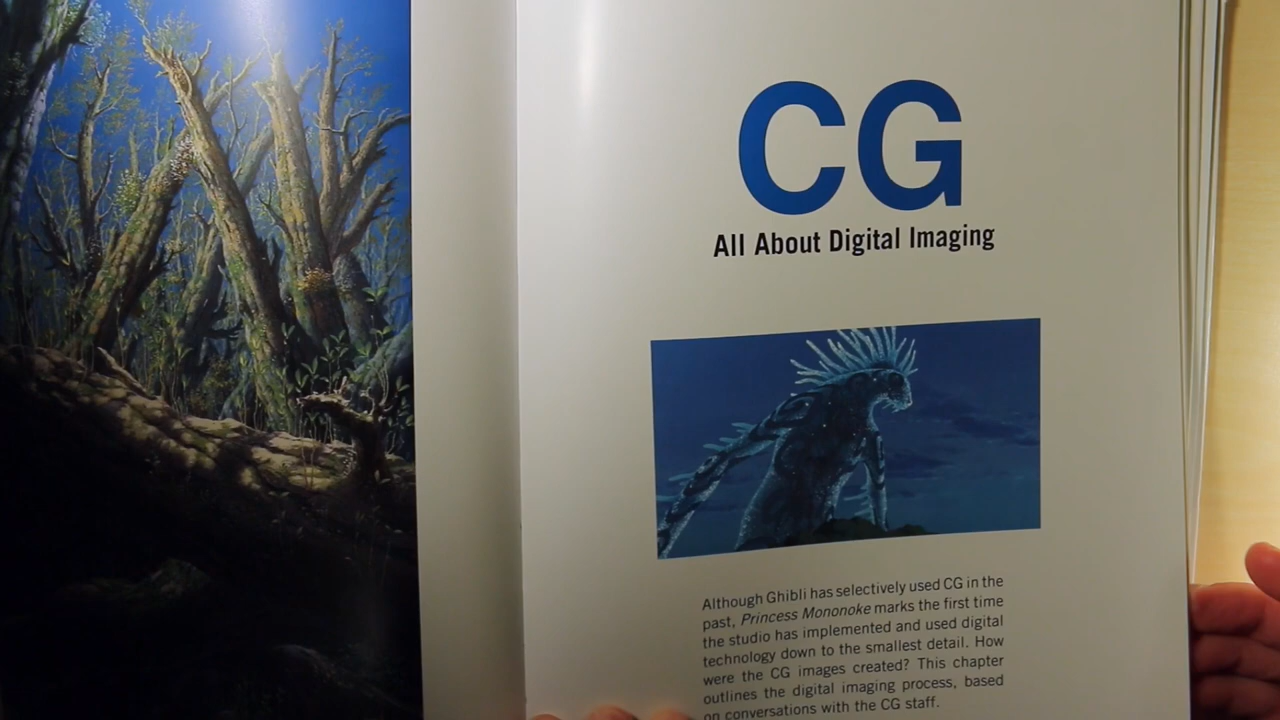 CG
All About Digital Imaging
Although Ghibli has selectively used CG in the
past, Princess Mononoke marks the first time
the studio has implemented and used digital
technology down to the smallest detail. How
were the CG images created? This chapter
outlines the digital imaging process, based
on conversations with the CG staff.